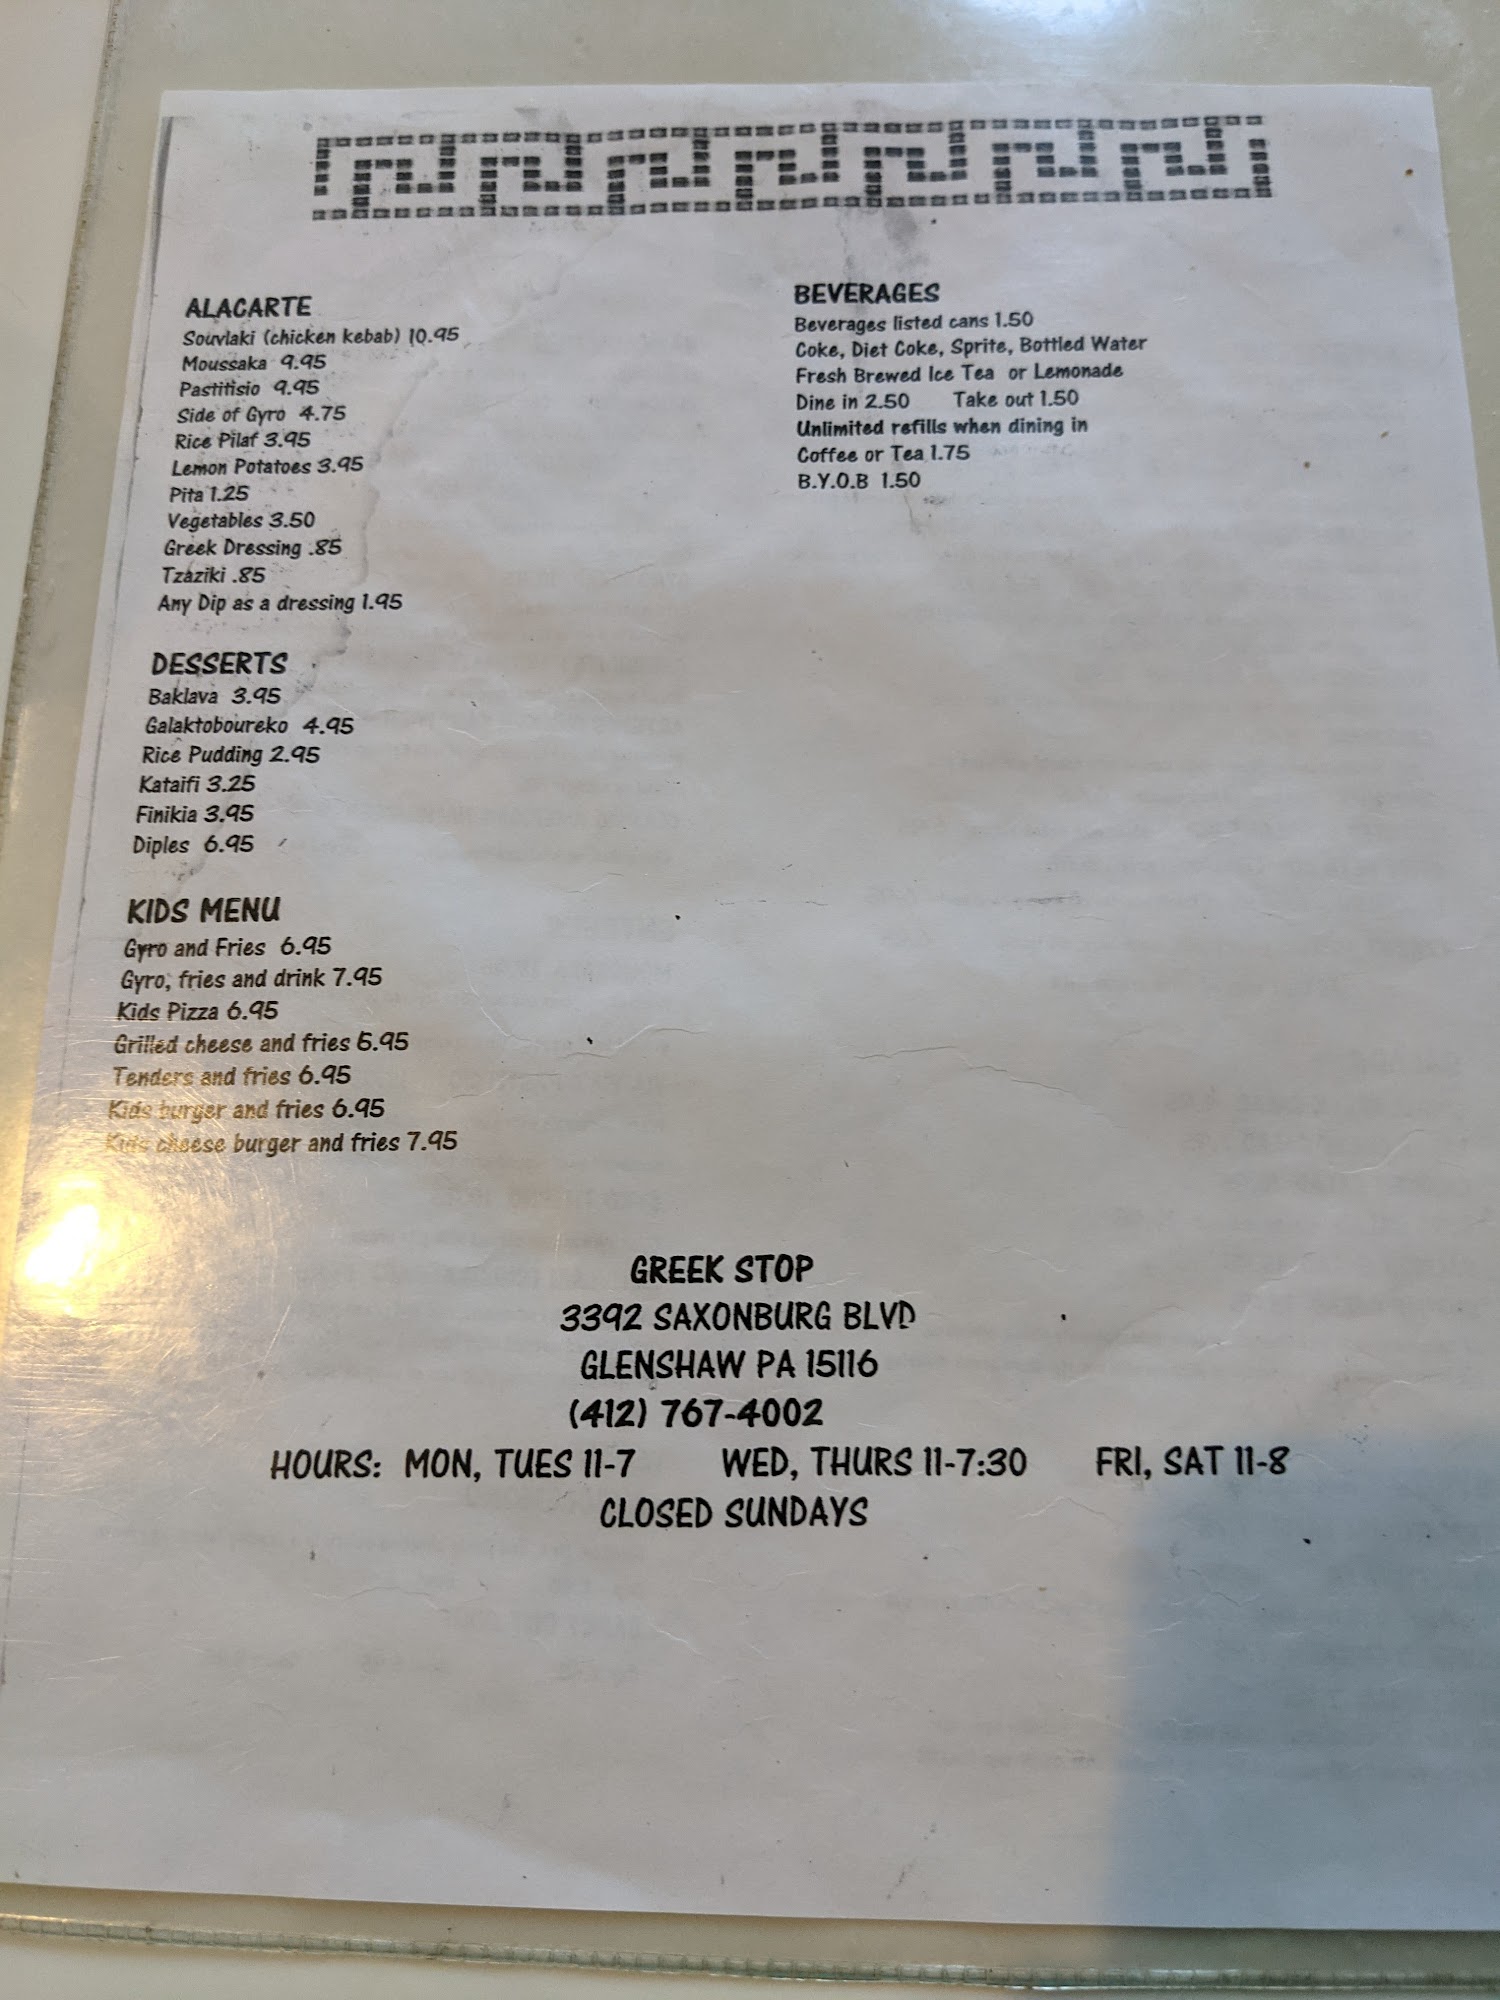 ALACARTE
Souvlaki (chicken kebab) 10.95
Moussaka 9.95
Pastitisio 9.95
Side of Gyro 4.75
Rice Pilaf 3.95
Lemon Potatoes 3.95
Pita 1.25
Vegetables 3.50
Greek Dressing .85
Tzaziki .85
Any Dip as a dressing 1.95
DESSERTS
Baklava 3.95
Galaktoboureko 4.95
Rice Pudding 2.95
Kataifi 3.25
Finikia 3.95
Diples 6.95
KIDS MENU
Gyro and Fries 6.95
Gyro, fries and drink 7.95
Kids Pizza 6.95
Grilled cheese and fries
Tenders and fries 6.95
Kids burger and fries 6.95
Kids cheese burger and fries 7.95
BEVERAGES
Beverages listed cans 1.50
Coke, Diet Coke, Sprite, Bottled Water
Fresh Brewed Ice Tea or Lemonade
Dine in 2.50 Take out 1.50
Unlimited refills when dining in
Coffee or Tea 1.75
B.Y.O.B 1.50
GREEK STOP
3392 SAXONBURG BLVD
GLENSHAW PA 15116
(412) 767-4002
HOURS: MON, TUES 11-7 WED, THURS 11-7:30 FRI, SAT 11-8
CLOSED SUNDAYS